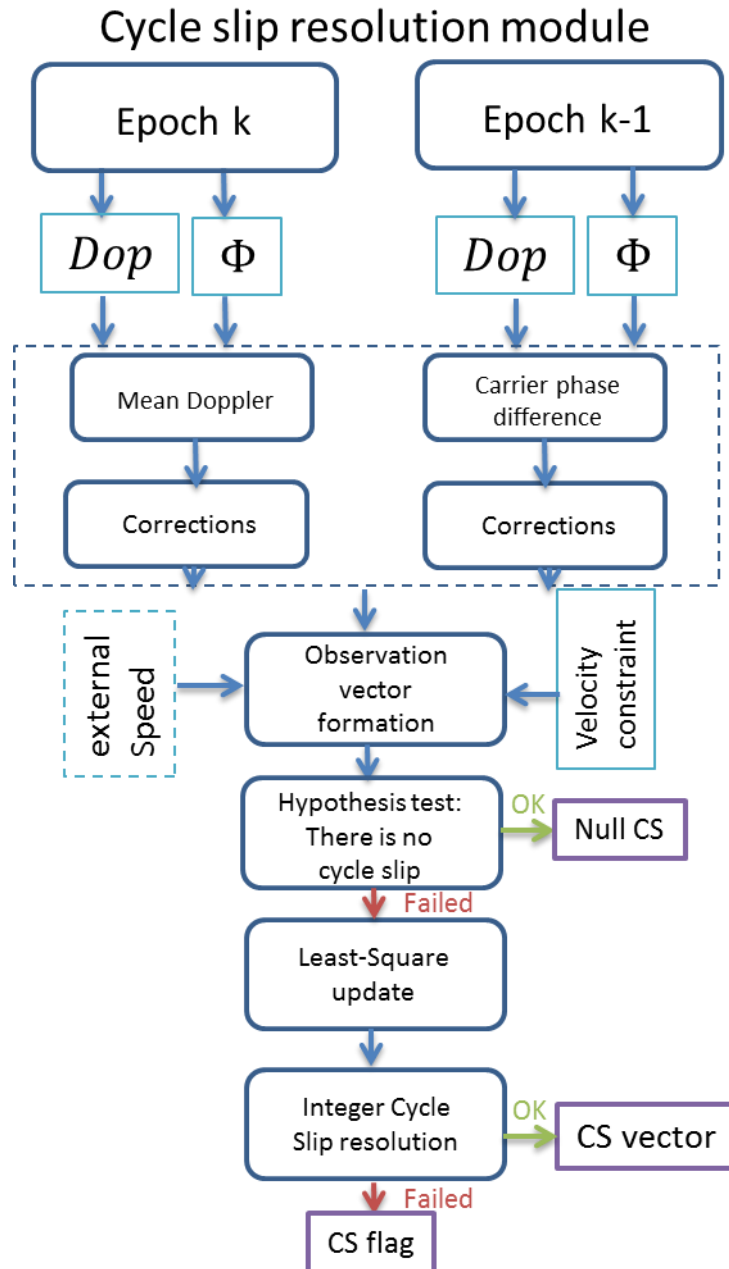 Cycle slip resolution module
Epoch k
Epoch k-1
Dop
Φ
Dop
Φ
Mean Doppler
Carrier phase
difference
Corrections
Corrections
external
Speed
Observation
vector
formation
Velocity
constraint
Hypothesis test:
There is no
cycle slip
OK
Null CS
Failed
Least-Square
update
Integer Cycle
Slip resolution
OK
CS vector
Failed
CS flag